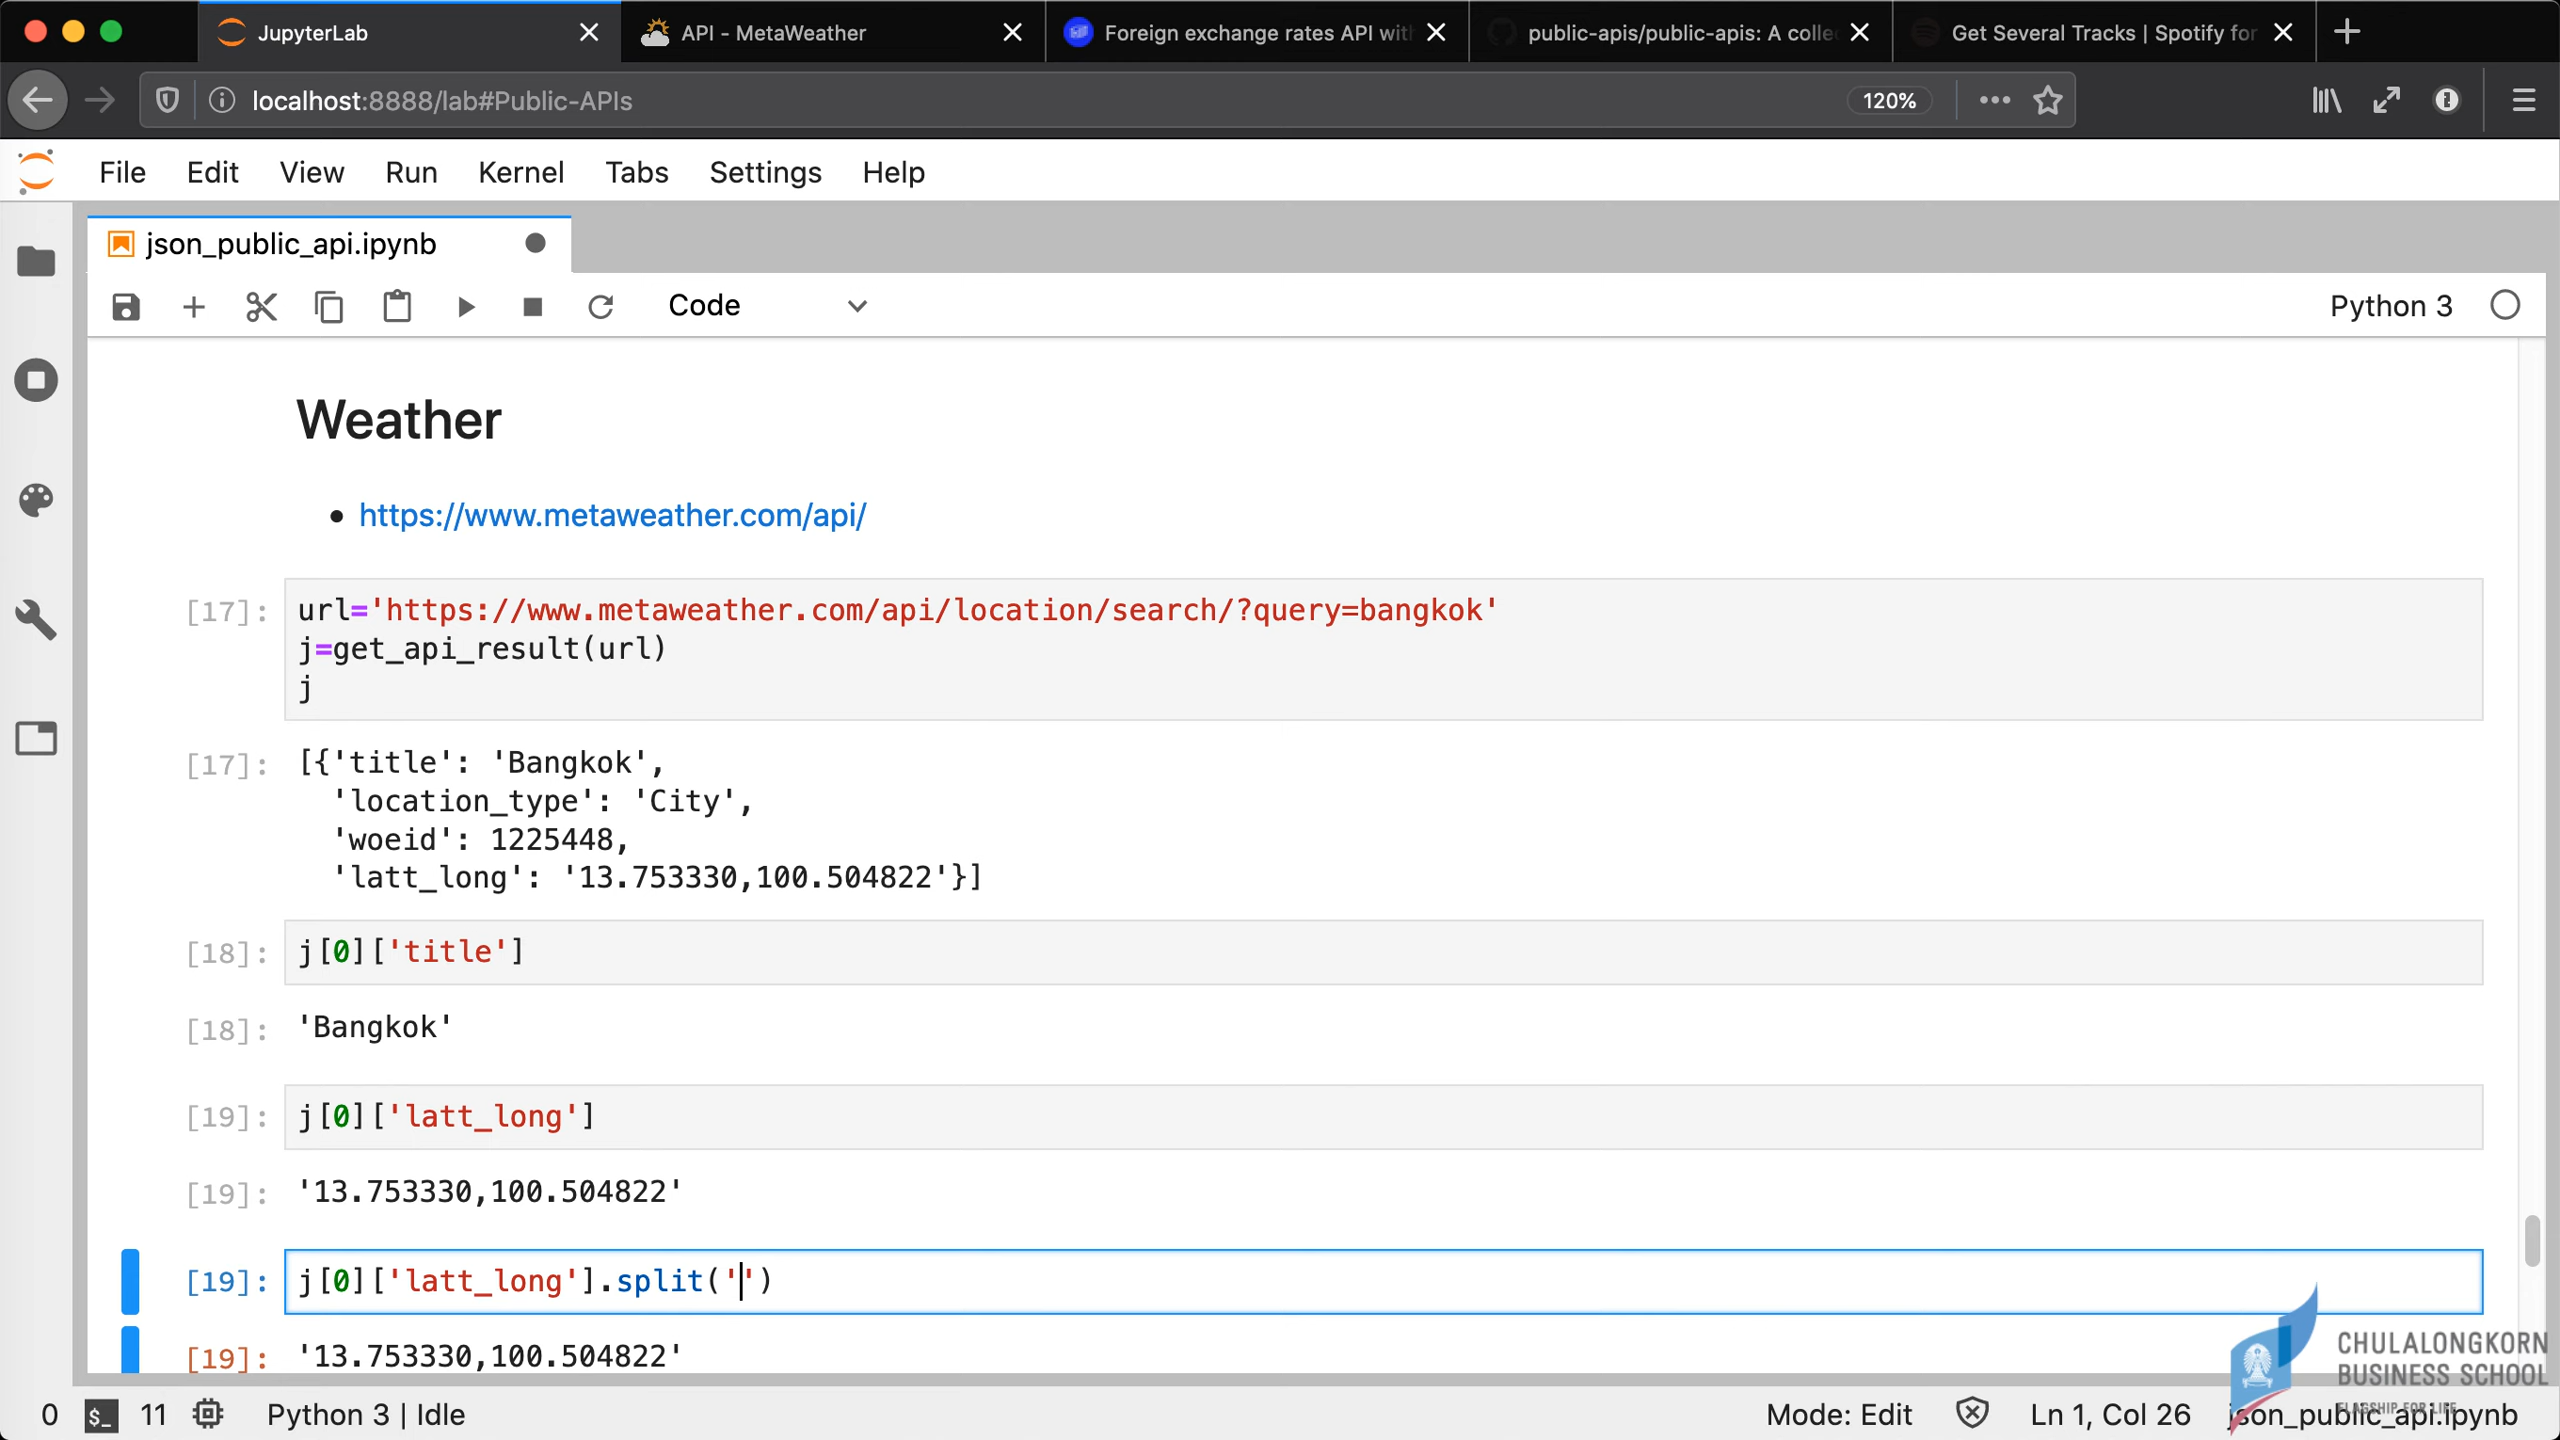 JupyterLab
API - MetaWeather
Foreign exchange rates API with
public-apis/public-apis: A colle
Get Several Tracks | Spotify for
localhost:8888/lab#Public-APIs
120%
File Edit View Run Kernel Tabs Settings Help
json_public_api.ipynb
Code
Python 3
Weather
• https://www.metaweather.com/api/
[17]: url='https://www.metaweather.com/api/location/search/?query=bangkok'
j=get_api_result(url)
j
[17]: [{'title': 'Bangkok',
'location_type': 'City',
'woeid': 1225448,
'latt_long': '13.753330,100.504822'}]
[18]: j[0]['title']
[18]: 'Bangkok'
[19]: j[0]['latt_long']
[19]: '13.753330,100.504822'
[19]: j[0]['latt_long'].split('')
[19]: '13.753330,100.504822'
CHULALONGKORN
BUSINESS SCHOOL
FLAGSHIP FOR LIFE
0 $_ 11 Python 3 | Idle
Mode: Edit Ln 1, Col 26 json_public_api.ipynb